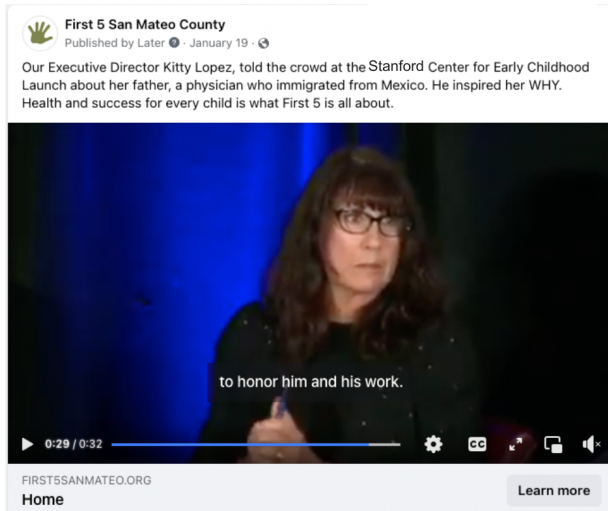 First 5 San Mateo County
Published by Later · January 19 ·
Our Executive Director Kitty Lopez, told the crowd at the Stanford Center for Early Childhood
Launch about her father, a physician who immigrated from Mexico. He inspired her WHY.
Health and success for every child is what First 5 is all about.
to honor him and his work.
0:29 / 0:32
CC
FIRST5SANMATEO.ORG
Home
Learn more